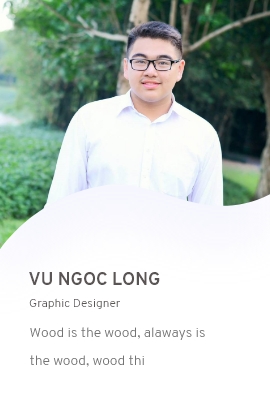 VU NGOC LONG
Graphic Designer
Wood is the wood, alaways is
the wood, wood thi